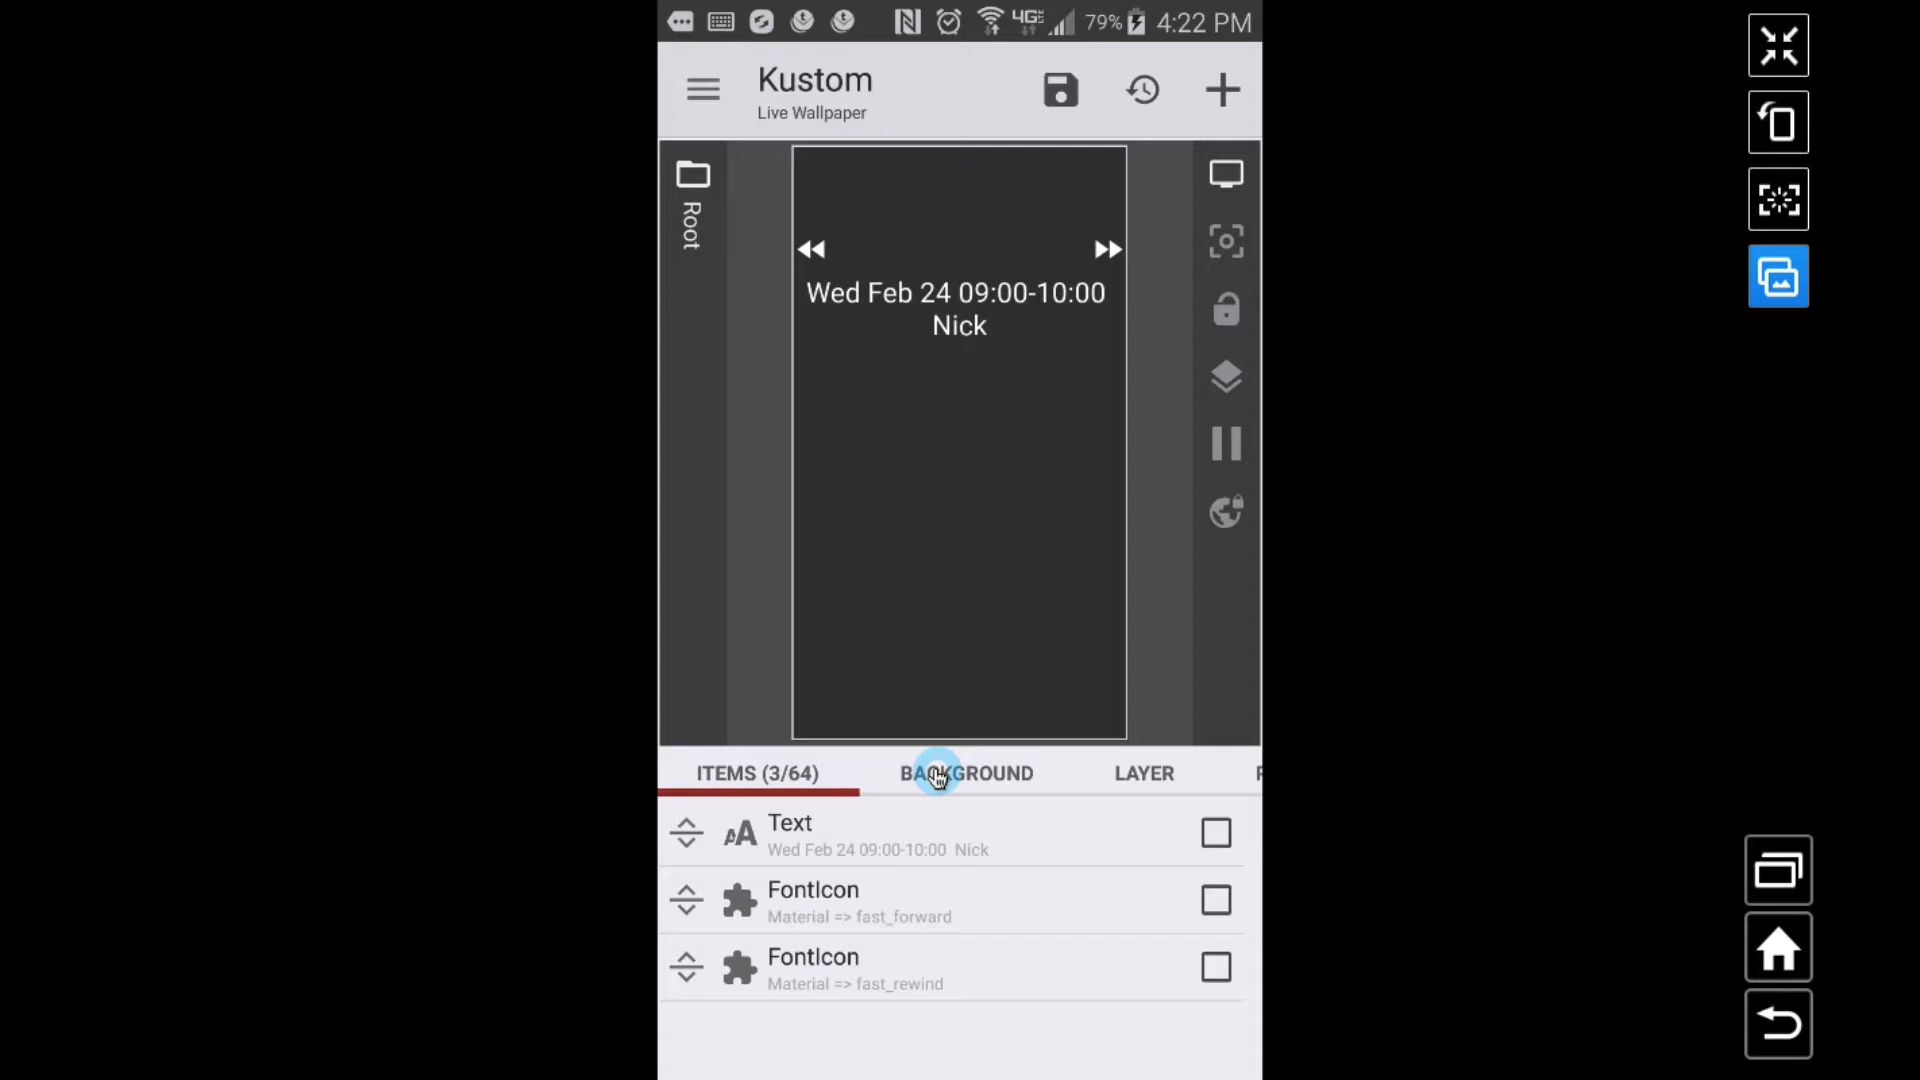 79% 4:22 PM
Kustom
Live Wallpaper
Root
Wed Feb 24 09:00-10:00
Nick
ITEMS (3/64) BACKGROUND LAYER
Text
Wed Feb 24 09:00-10:00 Nick
FontIcon
Material => fast_forward
FontIcon
Material => fast_rewind